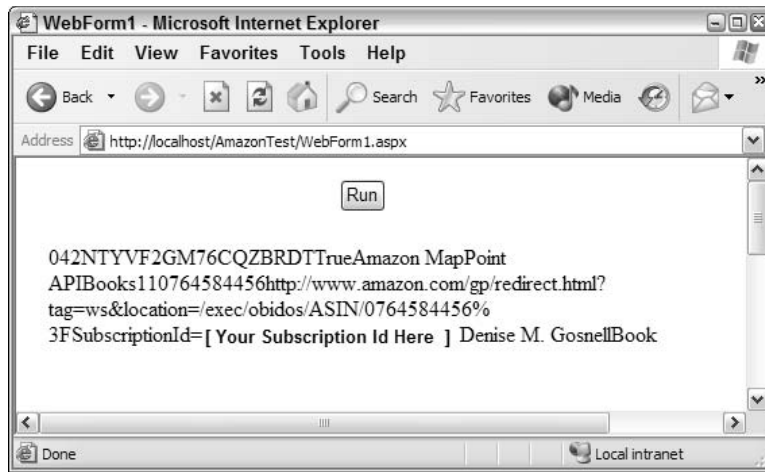 WebForm1 - Microsoft Internet Explorer
File Edit View Favorites Tools Help
Back Search Favorites Media
Address http://localhost/AmazonTest/WebForm1.aspx
Run
042NTYVF2GM76CQZBRDTTrueAmazon MapPoint
APIBooks110764584456http://www.amazon.com/gp/redirect.html?
tag=ws&location=/exec/obidos/ASIN/0764584456%
3FSubscriptionId=[ Your Subscription Id Here ] Denise M. GosnellBook
Done Local intranet